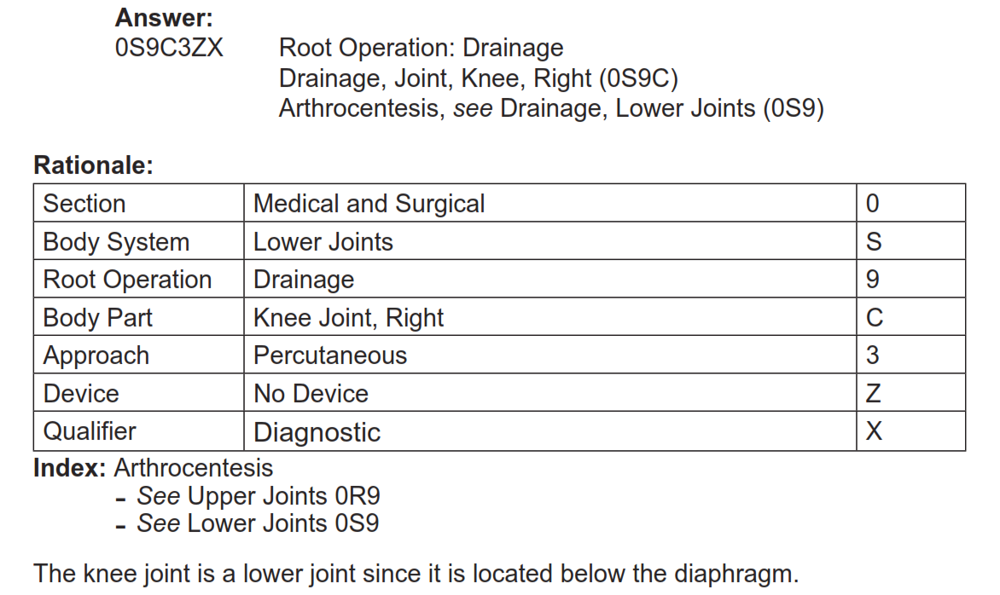 Answer:
0S9C3ZX Root Operation: Drainage
Drainage, Joint, Knee, Right (0S9C)
Arthrocentesis, see Drainage, Lower Joints (0S9)
Rationale:
Section Medical and Surgical 0
Body System Lower Joints S
Root Operation Drainage 9
Body Part Knee Joint, Right C
Approach Percutaneous 3
Device No Device Z
Qualifier Diagnostic X
Index: Arthrocentesis
- See Upper Joints 0R9
- See Lower Joints 0S9
The knee joint is a lower joint since it is located below the diaphragm.